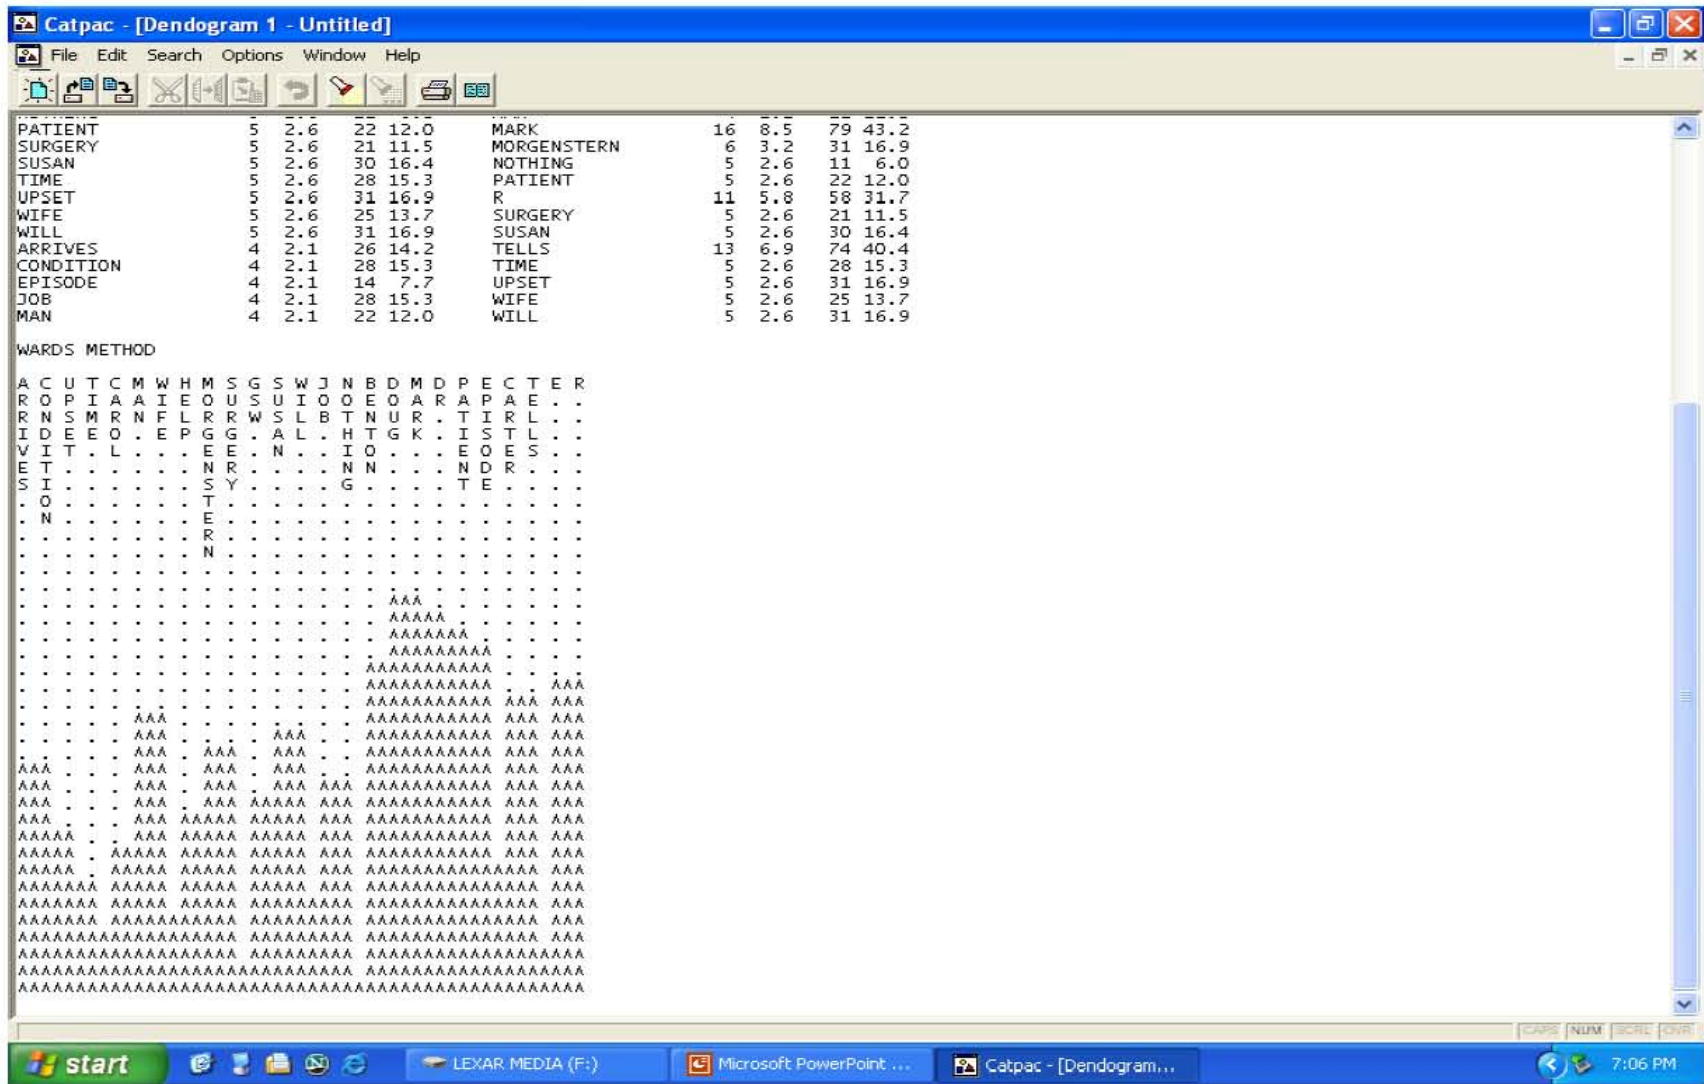 Catpac - [Dendogram 1 - Untitled]
File Edit Search Options Window Help
PATIENT 5 2.6 22 12.0 MARK 16 8.5 79 43.2
SURGERY 5 2.6 21 11.5 MORGENSTERN 6 3.2 31 16.9
SUSAN 5 2.6 30 16.4 NOTHING 5 2.6 11 6.0
TIME 5 2.6 28 15.3 PATIENT 5 2.6 22 12.0
UPSET 5 2.6 31 16.9 R 11 5.8 58 31.7
WIFE 5 2.6 25 13.7 SURGERY 5 2.6 21 11.5
WILL 5 2.6 31 16.9 SUSAN 5 2.6 30 16.4
ARRIVES 4 2.1 26 14.2 TELLS 13 6.9 74 40.4
CONDITION 4 2.1 28 15.3 TIME 5 2.6 28 15.3
EPISODE 4 2.1 14 7.7 UPSET 5 2.6 31 16.9
JOB 4 2.1 28 15.3 WIFE 5 2.6 25 13.7
MAN 4 2.1 22 12.0 WILL 5 2.6 31 16.9
WARDS METHOD
A C U T C M W H M S G S W J N B D M D P E C T E R
R O P I A A I E O U S U I O O E O A R A P A E . .
R N S M R N F L R R W S L B T N U R . T I R L . .
I D E E O . E P G G . A L . H T G K . I S T L . .
V I T . L . . . E E . N . . I O . . . E O E S . .
E T . . . . . . N R . . . . N N . . . N D R . . .
S I . . . . . . S Y . . . . G . . . . T E . . . .
. O . . . . . . T . . . . . . . . . . . . . . . .
. N . . . . . . E . . . . . . . . . . . . . . . .
. . . . . . . . R . . . . . . . . . . . . . . . .
. . . . . . . . N . . . . . . . . . . . . . . . .
CAPS NUM SCRL OVR
start LEXAR MEDIA (F:) Microsoft PowerPoint ... Catpac - [Dendogram... 7:06 PM